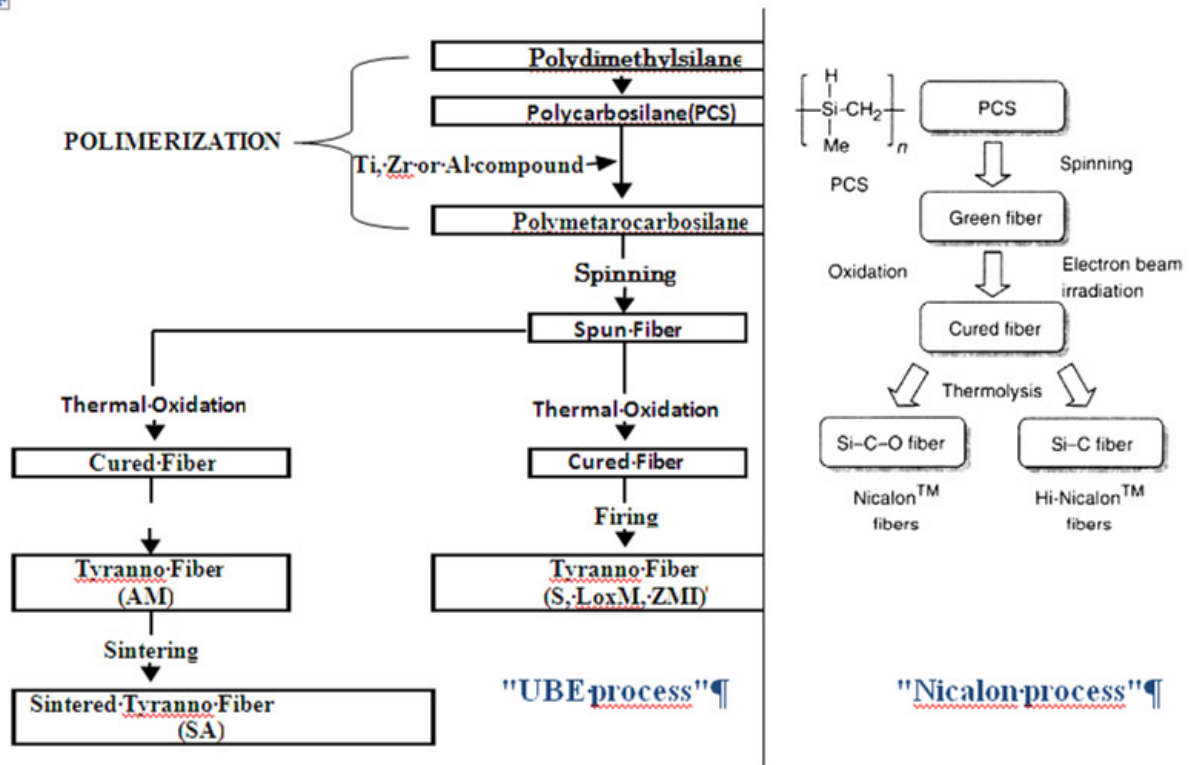 Polydimethylsilane
Polycarbosilane(PCS)
POLIMERIZATION
Ti,·Zr·or·Al·compound
Polymetarocarbosilane
Spinning
Spun·Fiber
Thermal·Oxidation
Thermal·Oxidation
Cured·Fiber
Cured·Fiber
Firing
Tyranno·Fiber
(AM)
Tyranno·Fiber
(S,·LoxM,·ZMI)
Sintering
Sintered·Tyranno·Fiber
(SA)
"UBE·process"¶
H
Si–CH2
Me
n
PCS
PCS
Spinning
Green fiber
Oxidation
Electron beam
irradiation
Cured fiber
Thermolysis
Si–C–O fiber
Si–C fiber
Nicalon™
fibers
Hi-Nicalon™
fibers
"Nicalon·process"¶